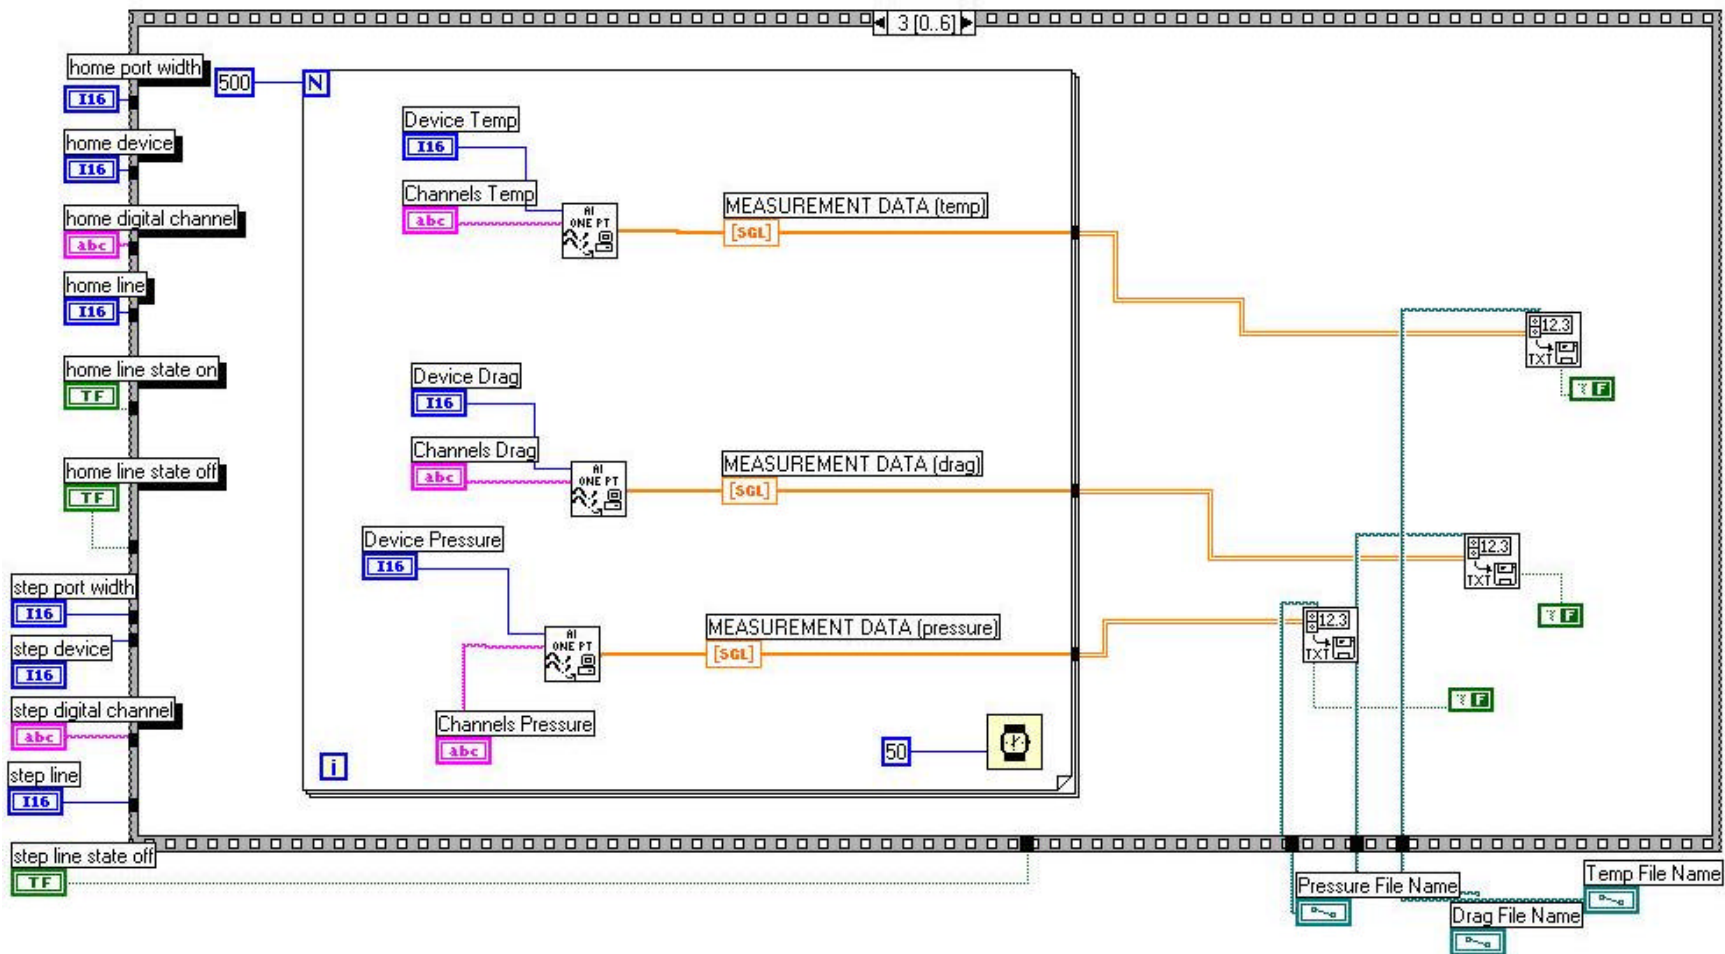 3 [0..6]
home port width
I16
500
N
home device
I16
home digital channel
abc
home line
I16
home line state on
TF
home line state off
TF
step port width
I16
step device
I16
step digital channel
abc
step line
I16
step line state off
TF
Device Temp
I16
Channels Temp
abc
AI
ONE PT
MEASUREMENT DATA (temp)
[SGL]
Device Drag
I16
Channels Drag
abc
AI
ONE PT
MEASUREMENT DATA (drag)
[SGL]
Device Pressure
I16
AI
ONE PT
MEASUREMENT DATA (pressure)
[SGL]
Channels Pressure
abc
50
i
12.3
TXT
F
12.3
TXT
F
12.3
TXT
F
Pressure File Name
Drag File Name
Temp File Name